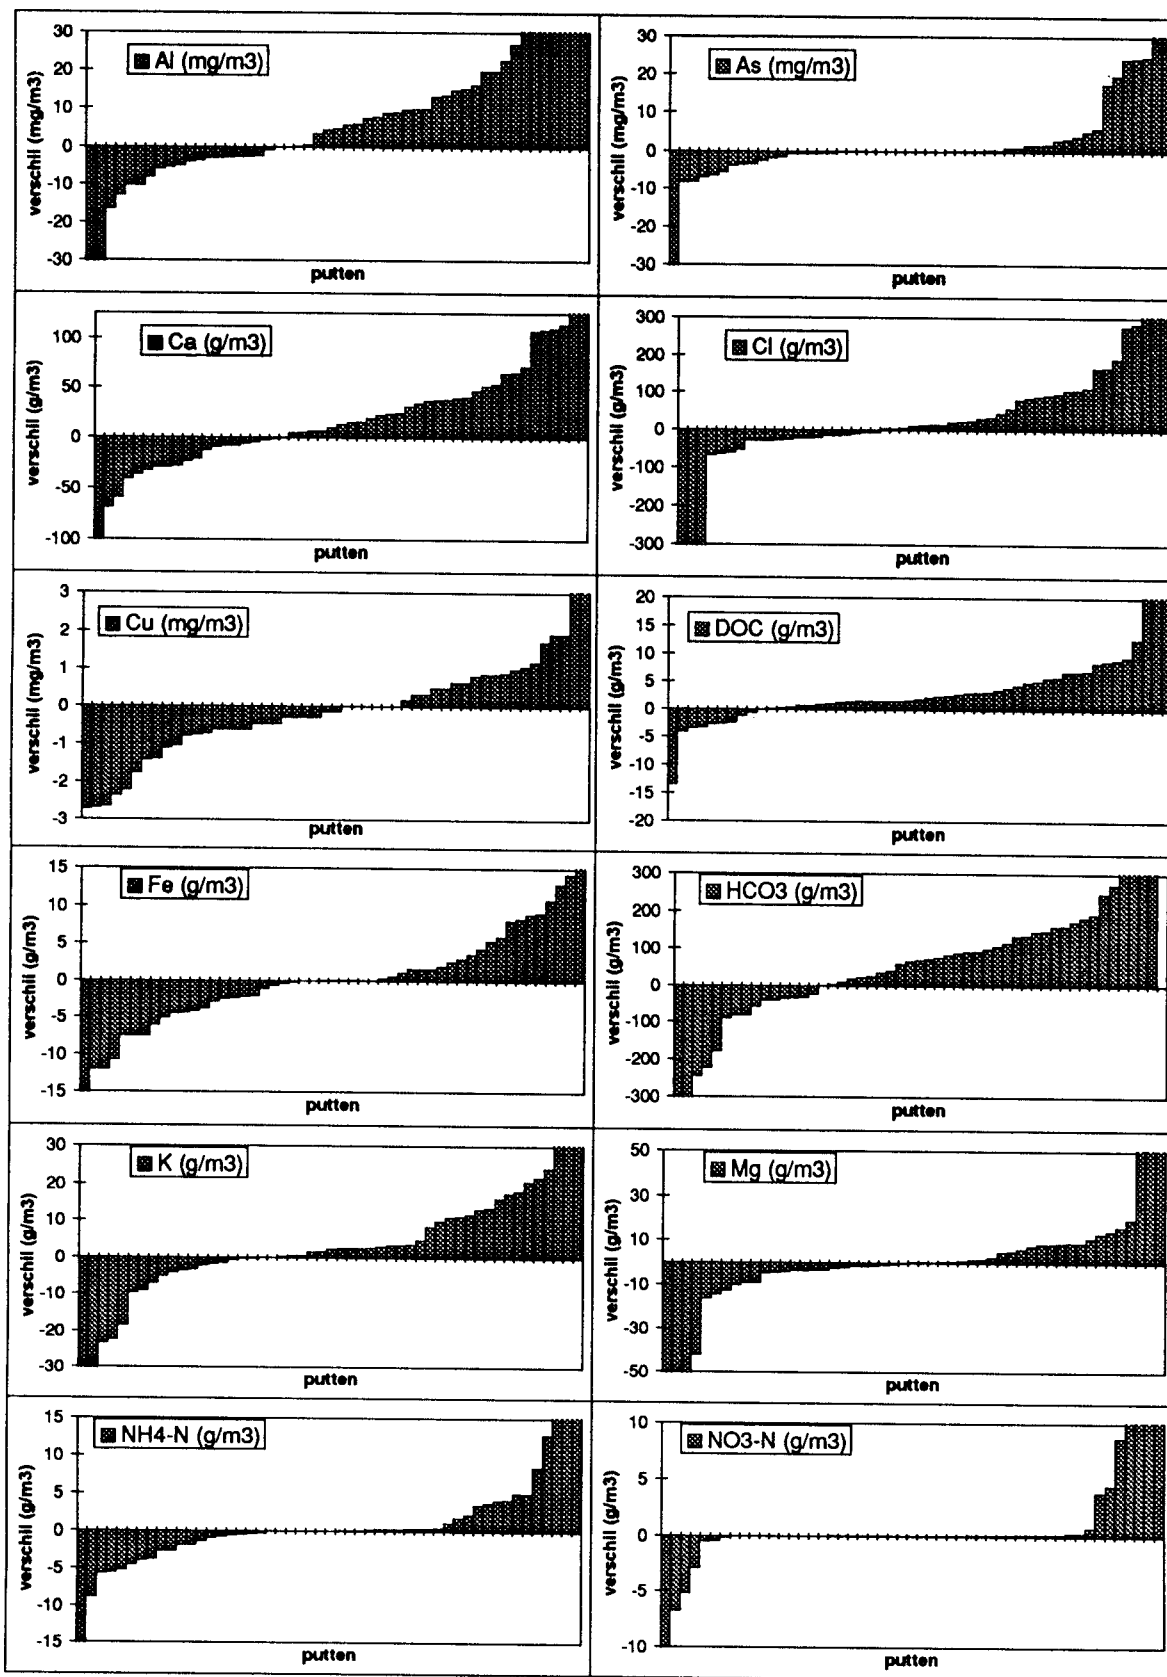 Al (mg/m3)
verschil (mg/m3)
30
20
10
0
-10
-20
-30
putten
As (mg/m3)
verschil (mg/m3)
30
20
10
0
-10
-20
-30
putten
Ca (g/m3)
verschil (g/m3)
100
50
0
-50
-100
putten
Cl (g/m3)
verschil (g/m3)
300
200
100
0
-100
-200
-300
putten
Cu (mg/m3)
verschil (mg/m3)
3
2
1
0
-1
-2
-3
putten
DOC (g/m3)
verschil (g/m3)
20
15
10
5
0
-5
-10
-15
-20
putten
Fe (g/m3)
verschil (g/m3)
15
10
5
0
-5
-10
-15
putten
HCO3 (g/m3)
verschil (g/m3)
300
200
100
0
-100
-200
-300
putten
K (g/m3)
verschil (g/m3)
30
20
10
0
-10
-20
-30
putten
Mg (g/m3)
verschil (g/m3)
50
30
10
-10
-30
-50
putten
NH4-N (g/m3)
verschil (g/m3)
15
10
5
0
-5
-10
-15
putten
NO3-N (g/m3)
verschil (g/m3)
10
5
0
-5
-10
putten